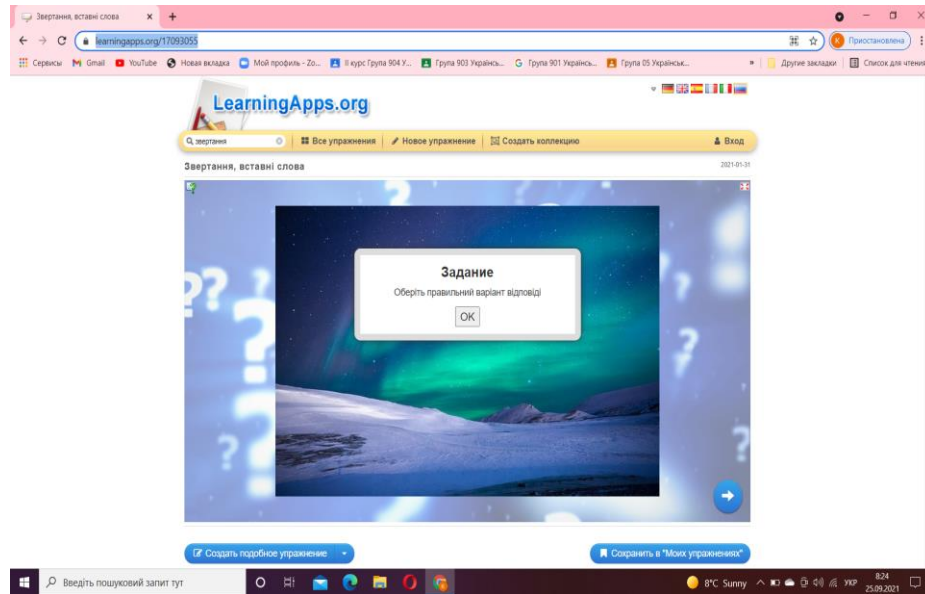 Звертання, вставні слова
learningapps.org/17093055
Приостановлена
Сервисы Gmail YouTube Новая вкладка Мой профиль - Zo... II курс Група 904 У... Група 903 Українсь... Група 901 Українсь... Група 05 Українськ... » Другие закладки Список для чтения
LearningApps.org
звертання Все упражнения Новое упражнение Создать коллекцию Вход
Звертання, вставні слова 2021-01-31
Задание
Оберіть правильний варіант відповіді
OK
Создать подобное упражнение Сохранить в "Моих упражнениях"
Введіть пошуковий запит тут 8°C Sunny УКР 8:24
25.09.2021